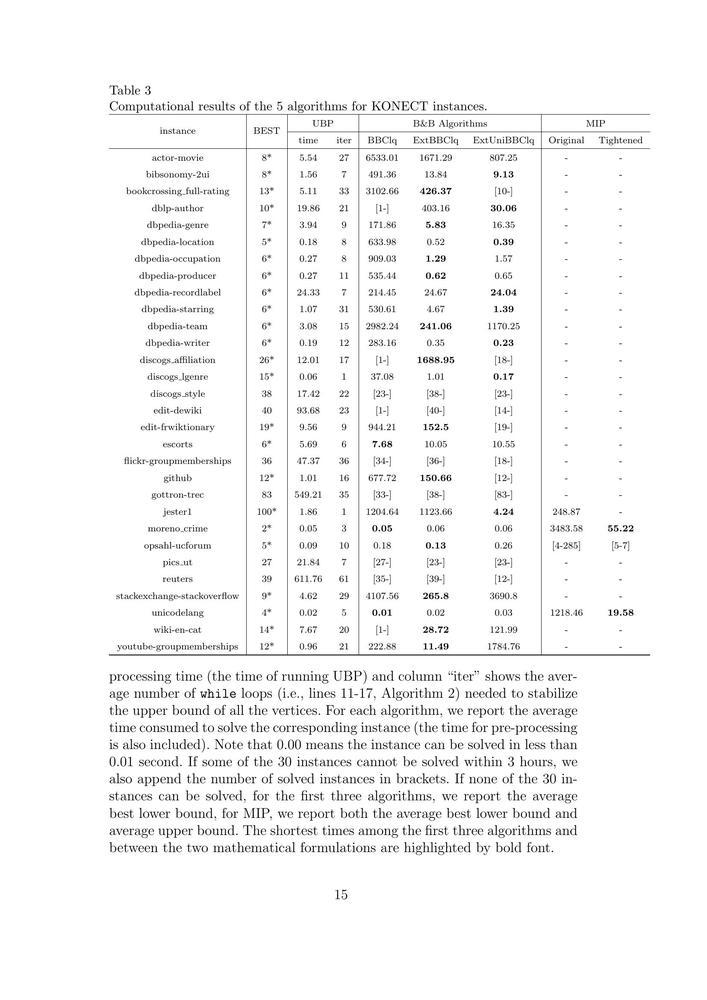 Table 3
Computational results of the 5 algorithms for KONECT instances.
instance BEST UBP B&B Algorithms MIP
time iter BBClq ExtBBClq ExtUniBBClq Original Tightened
actor-movie 8* 5.54 27 6533.01 1671.29 807.25 - -
bibsonomy-2ui 8* 1.56 7 491.36 13.84 9.13 - -
bookcrossing_full-rating 13* 5.11 33 3102.66 426.37 [10-] - -
dblp-author 10* 19.86 21 [1-] 403.16 30.06 - -
dbpedia-genre 7* 3.94 9 171.86 5.83 16.35 - -
dbpedia-location 5* 0.18 8 633.98 0.52 0.39 - -
dbpedia-occupation 6* 0.27 8 909.03 1.29 1.57 - -
dbpedia-producer 6* 0.27 11 535.44 0.62 0.65 - -
dbpedia-recordlabel 6* 24.33 7 214.45 24.67 24.04 - -
dbpedia-starring 6* 1.07 31 530.61 4.67 1.39 - -
dbpedia-team 6* 3.08 15 2982.24 241.06 1170.25 - -
dbpedia-writer 6* 0.19 12 283.16 0.35 0.23 - -
discogs_affiliation 26* 12.01 17 [1-] 1688.95 [18-] - -
discogs_lgenre 15* 0.06 1 37.08 1.01 0.17 - -
discogs_style 38 17.42 22 [23-] [38-] [23-] - -
edit-dewiki 40 93.68 23 [1-] [40-] [14-] - -
edit-frwiktionary 19* 9.56 9 944.21 152.5 [19-] - -
escorts 6* 5.69 6 7.68 10.05 10.55 - -
flickr-groupmemberships 36 47.37 36 [34-] [36-] [18-] - -
github 12* 1.01 16 677.72 150.66 [12-] - -
gottron-trec 83 549.21 35 [33-] [38-] [83-] - -
jester1 100* 1.86 1 1204.64 1123.66 4.24 248.87 -
moreno_crime 2* 0.05 3 0.05 0.06 0.06 3483.58 55.22
opsahl-ucforum 5* 0.09 10 0.18 0.13 0.26 [4-285] [5-7]
pics_ut 27 21.84 7 [27-] [23-] [23-] - -
reuters 39 611.76 61 [35-] [39-] [12-] - -
stackexchange-stackoverflow 9* 4.62 29 4107.56 265.8 3690.8 - -
unicodelang 4* 0.02 5 0.01 0.02 0.03 1218.46 19.58
wiki-en-cat 14* 7.67 20 [1-] 28.72 121.99 - -
youtube-groupmemberships 12* 0.96 21 222.88 11.49 1784.76 - -
processing time (the time of running UBP) and column “iter” shows the aver-
age number of while loops (i.e., lines 11-17, Algorithm 2) needed to stabilize
the upper bound of all the vertices. For each algorithm, we report the average
time consumed to solve the corresponding instance (the time for pre-processing
is also included). Note that 0.00 means the instance can be solved in less than
0.01 second. If some of the 30 instances cannot be solved within 3 hours, we
also append the number of solved instances in brackets. If none of the 30 in-
stances can be solved, for the first three algorithms, we report the average
best lower bound, for MIP, we report both the average best lower bound and
average upper bound. The shortest times among the first three algorithms and
between the two mathematical formulations are highlighted by bold font.
15